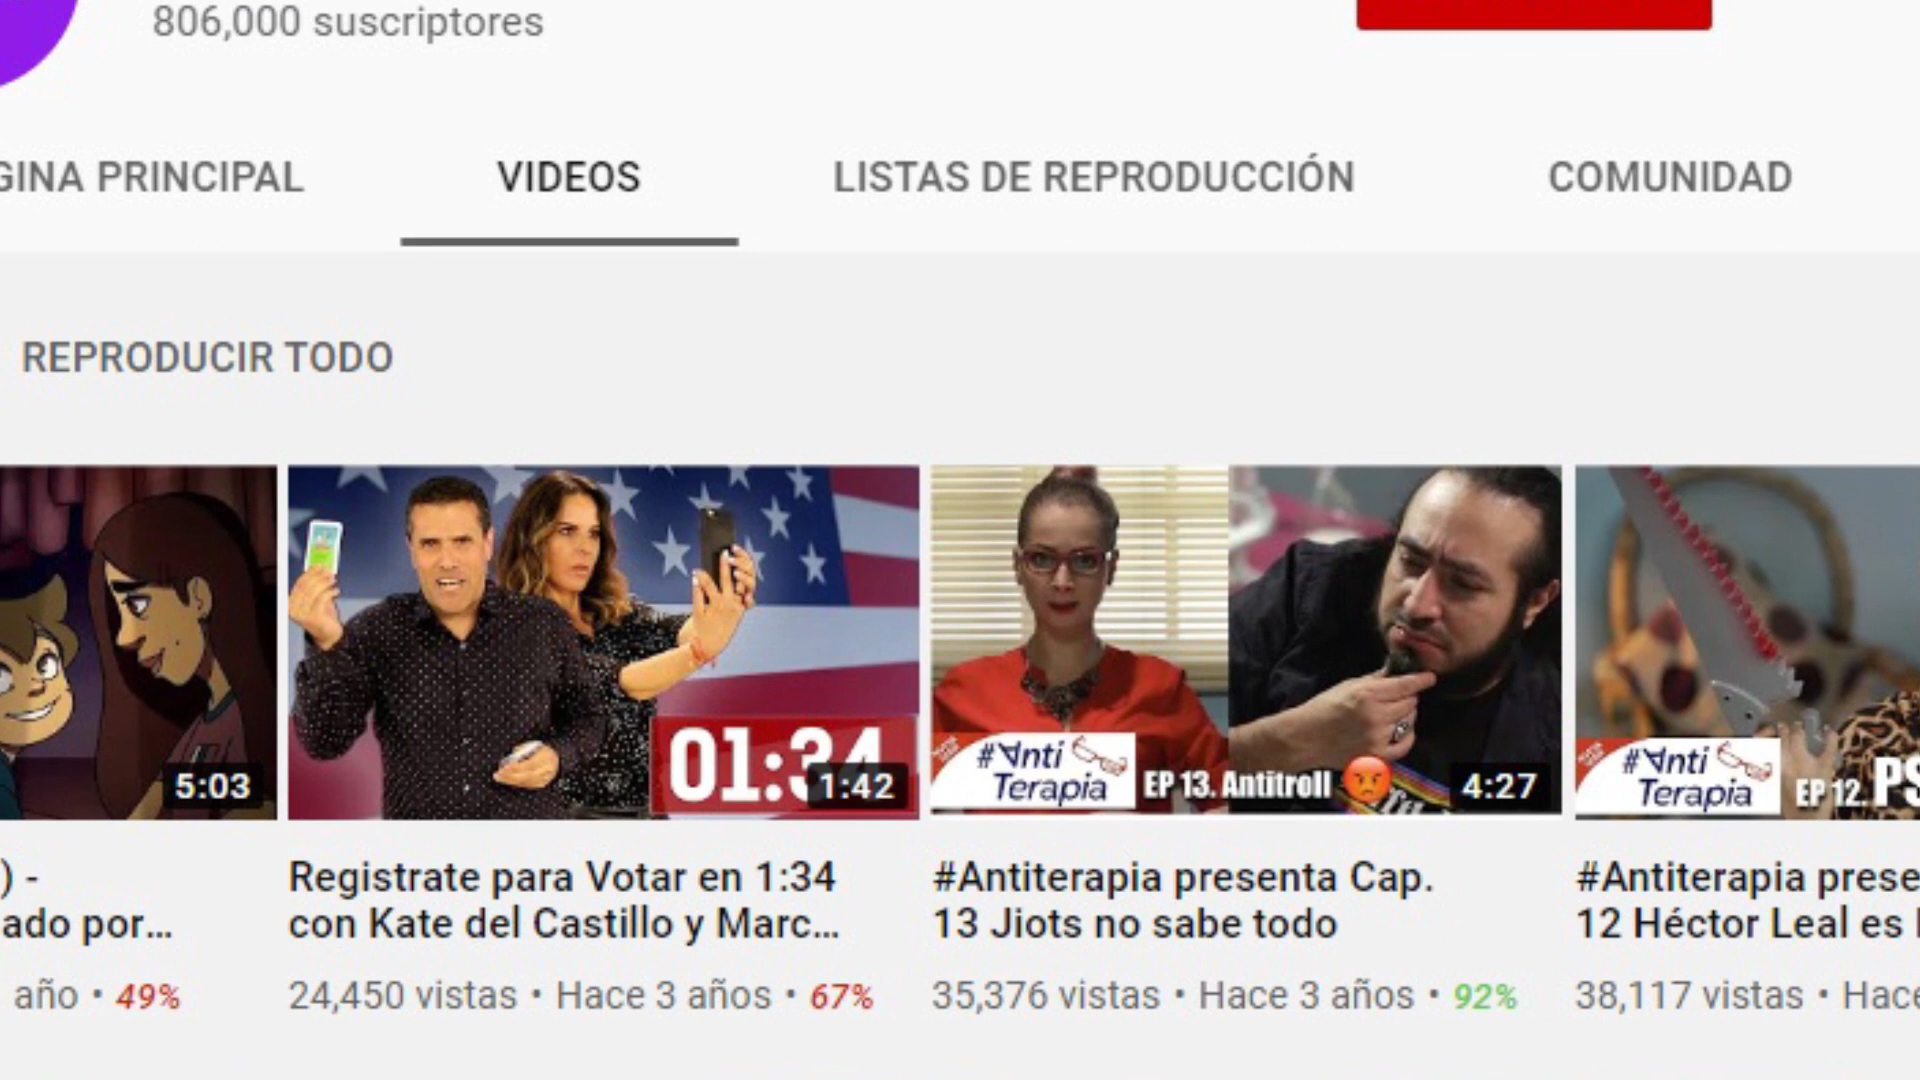 806,000 suscriptores
GINA PRINCIPAL
VIDEOS
LISTAS DE REPRODUCCIÓN
COMUNIDAD
REPRODUCIR TODO
5:03
01:34
1:42
#Anti
Terapia
EP 13. Antitroll
4:27
#Anti
Terapia
EP 12. PS
) -
ado por...
año • 49%
Registrate para Votar en 1:34
con Kate del Castillo y Marc...
24,450 vistas • Hace 3 años • 67%
#Antiterapia presenta Cap.
13 Jiots no sabe todo
35,376 vistas • Hace 3 años • 92%
#Antiterapia prese
12 Héctor Leal es
38,117 vistas • Hace